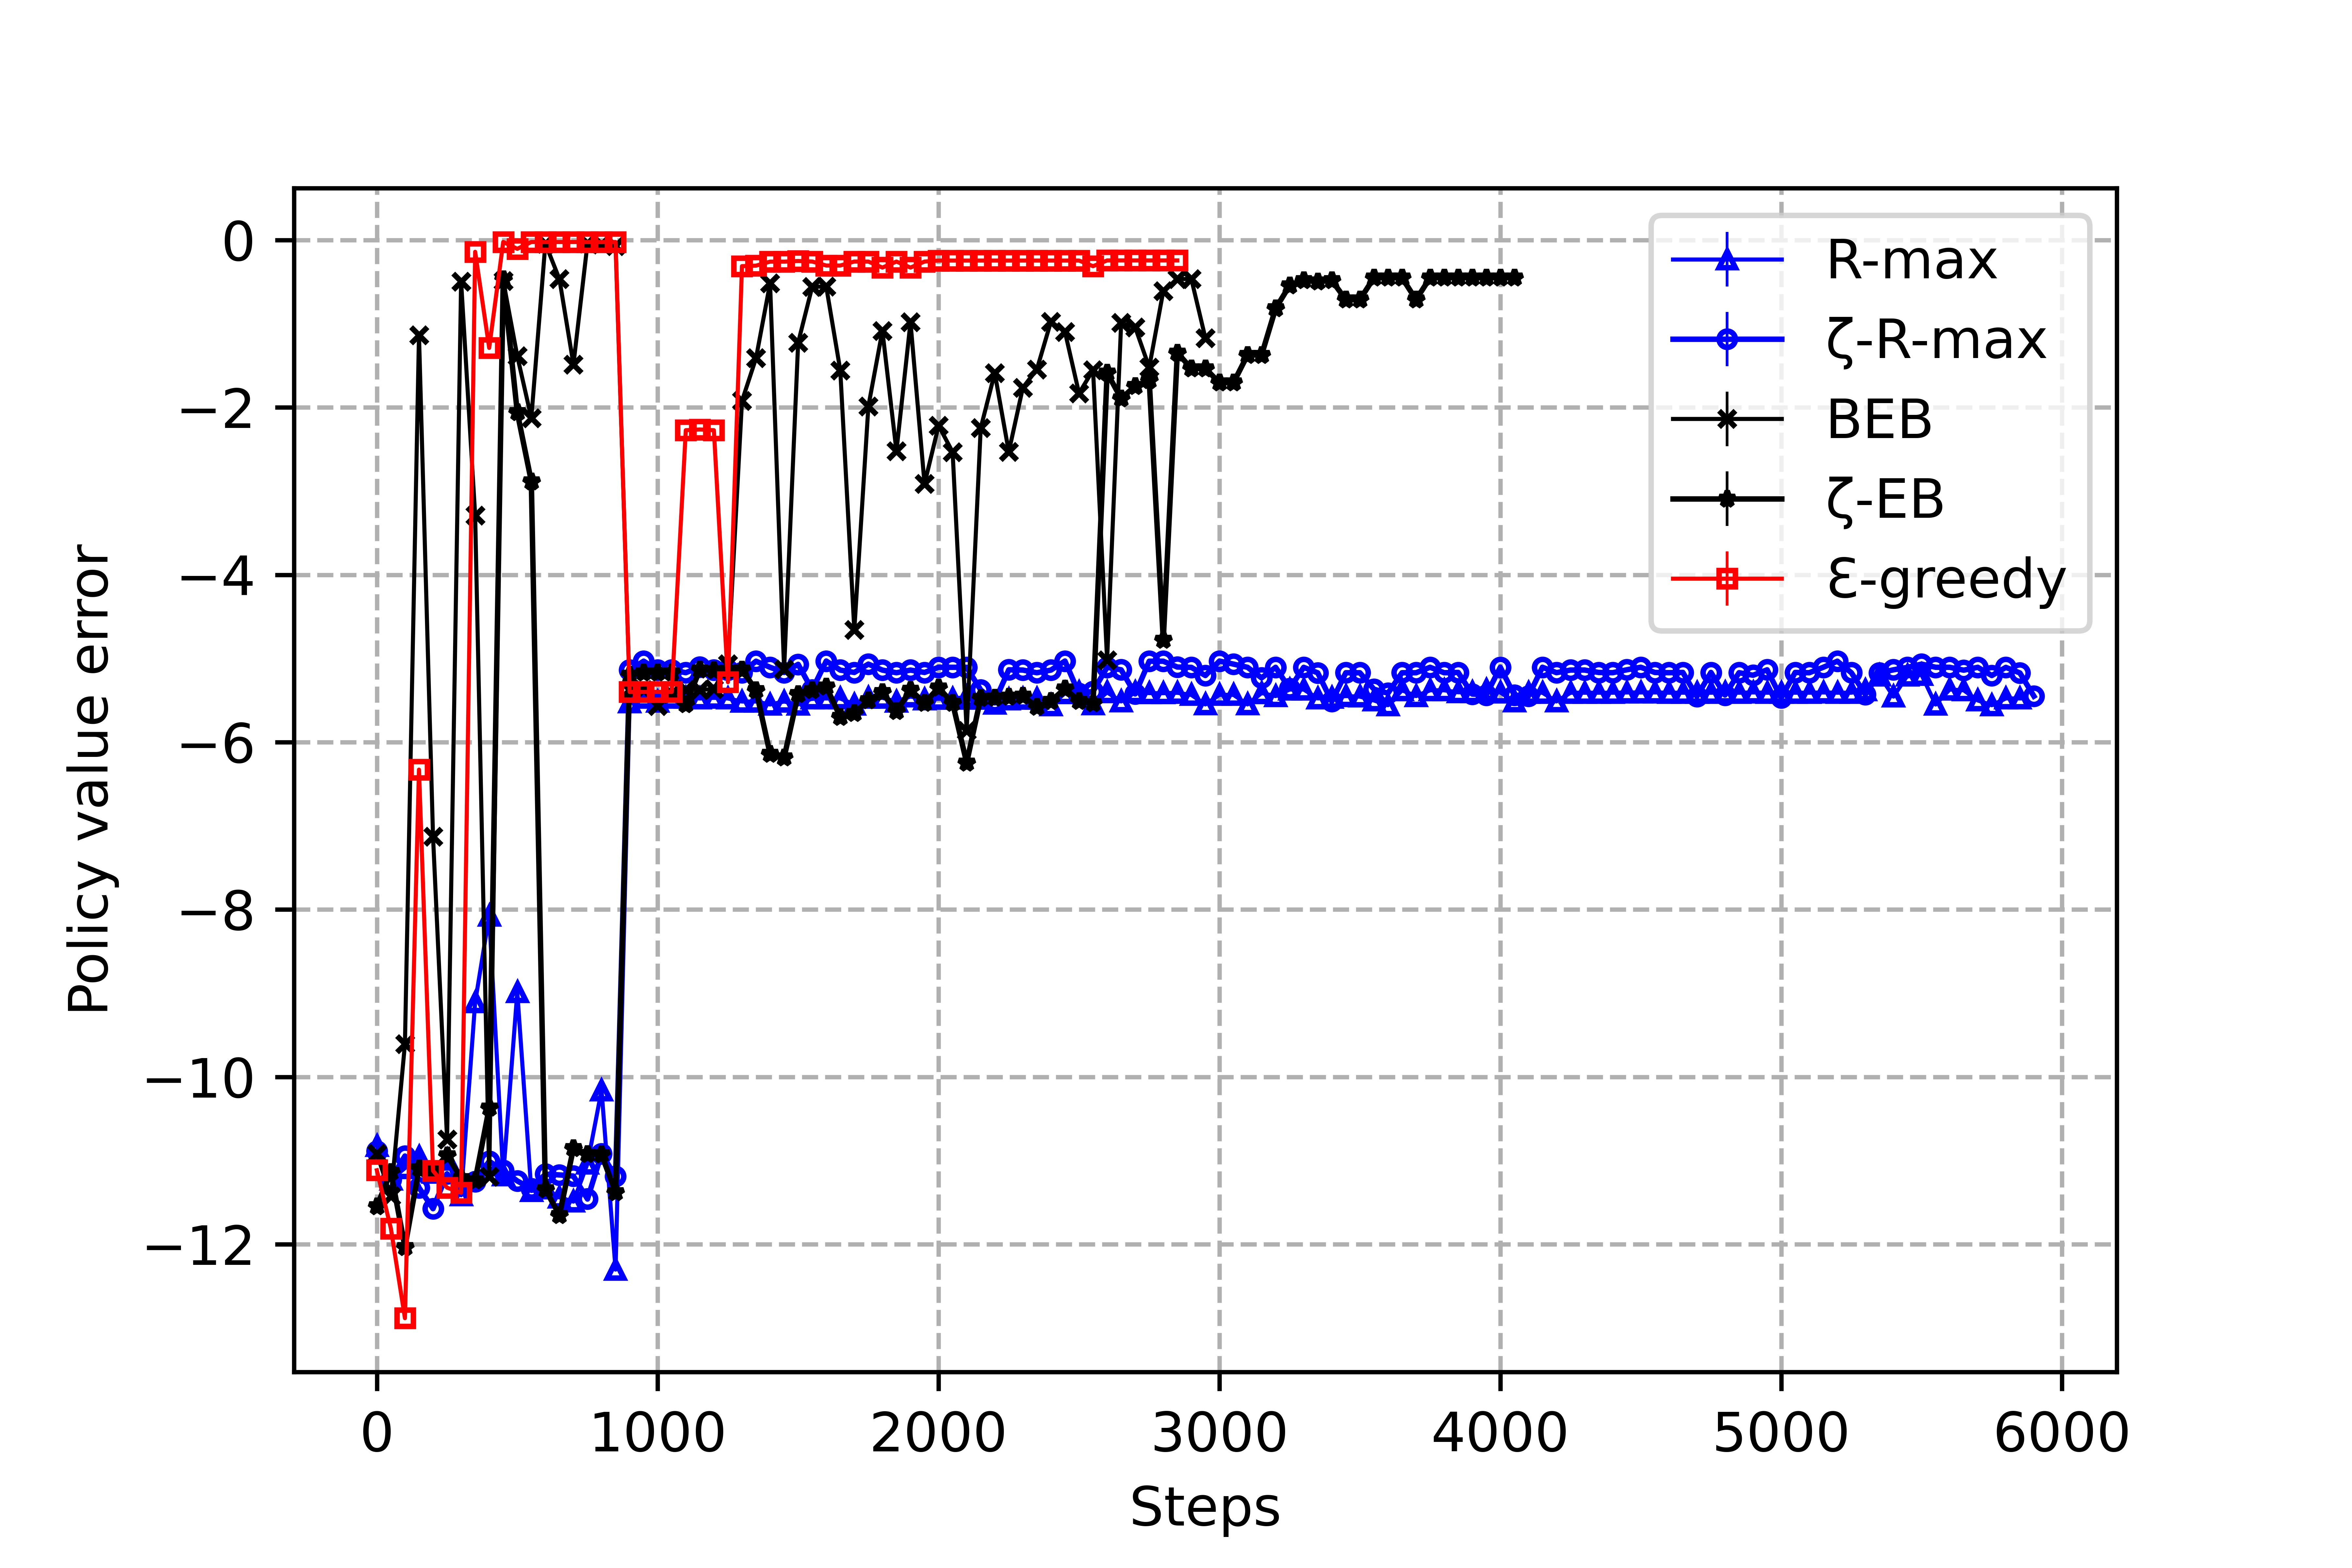 0
−2
−4
−6
−8
−10
−12
Policy value error
0 1000 2000 3000 4000 5000 6000
Steps
R-max
ζ-R-max
BEB
ζ-EB
Ɛ-greedy